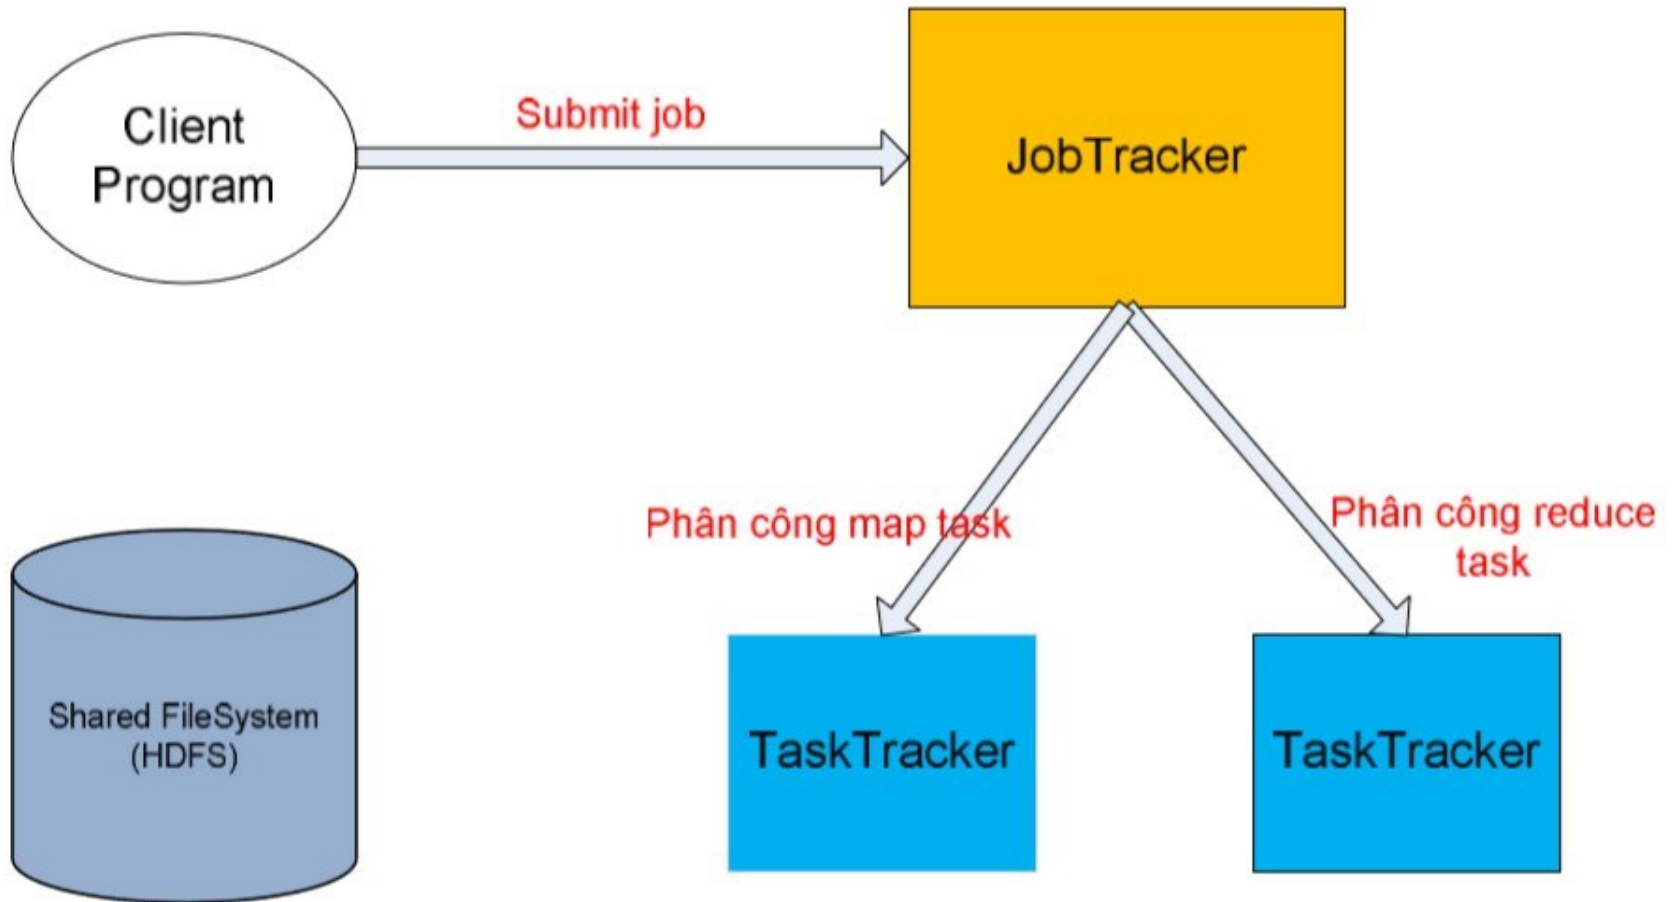 Client
Program
Submit job
JobTracker
Phân công map task
Phân công reduce
task
Shared FileSystem
(HDFS)
TaskTracker
TaskTracker